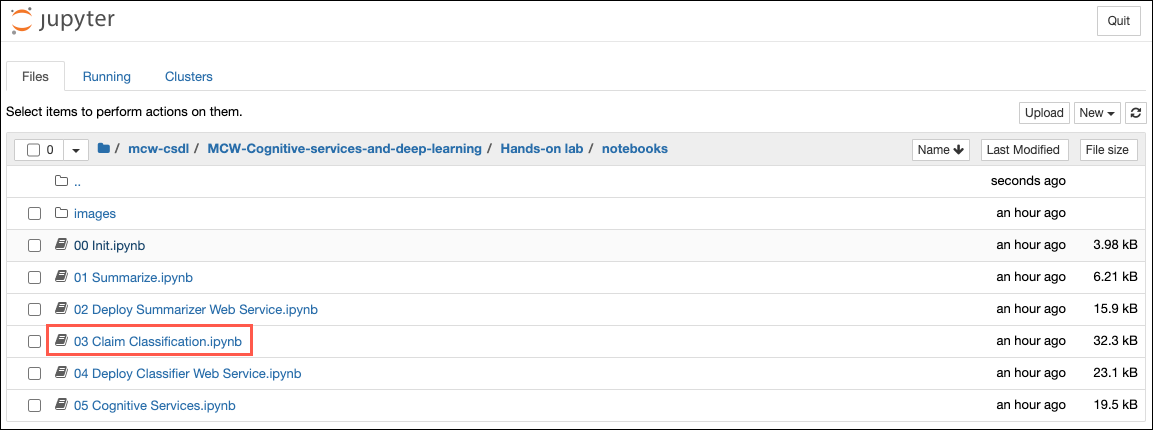 jupyter
Quit
Files Running Clusters
Select items to perform actions on them.
Upload New
0 / mcw-csdl / MCW-Cognitive-services-and-deep-learning / Hands-on lab / notebooks Name Last Modified File size
.. seconds ago
images an hour ago
00 Init.ipynb an hour ago 3.98 kB
01 Summarize.ipynb an hour ago 6.21 kB
02 Deploy Summarizer Web Service.ipynb an hour ago 15.9 kB
03 Claim Classification.ipynb an hour ago 32.3 kB
04 Deploy Classifier Web Service.ipynb an hour ago 23.1 kB
05 Cognitive Services.ipynb an hour ago 19.5 kB